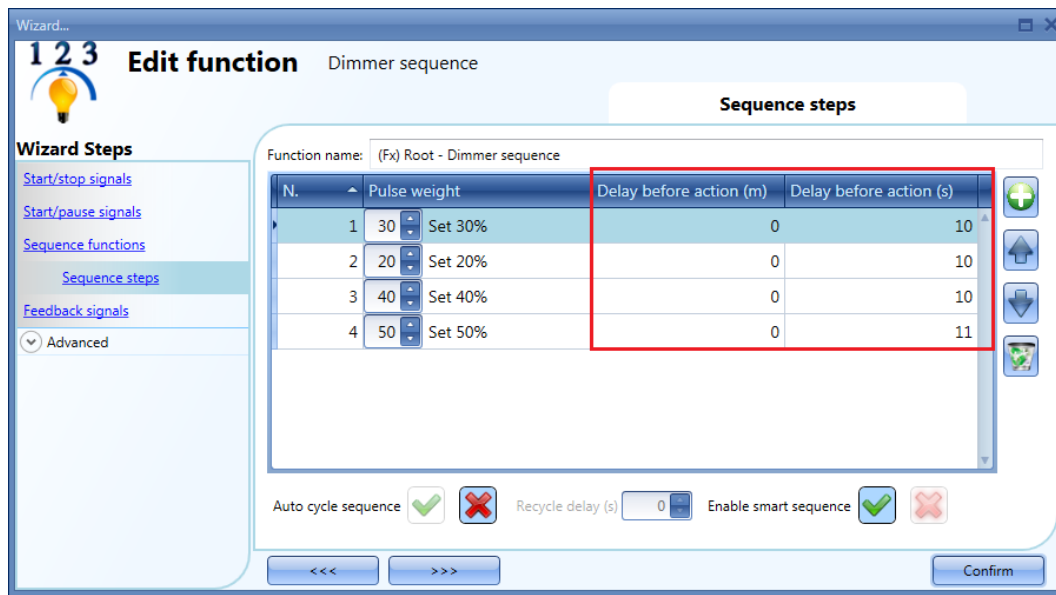 Wizard...
1 2 3
Edit function Dimmer sequence
Sequence steps
Wizard Steps
Start/stop signals
Start/pause signals
Sequence functions
Sequence steps
Feedback signals
Advanced
Function name: (Fx) Root - Dimmer sequence
N. Pulse weight Delay before action (m) Delay before action (s)
1 30 Set 30% 0 10
2 20 Set 20% 0 10
3 40 Set 40% 0 10
4 50 Set 50% 0 11
Auto cycle sequence Recycle delay (s) 0 Enable smart sequence
<<< >>> Confirm